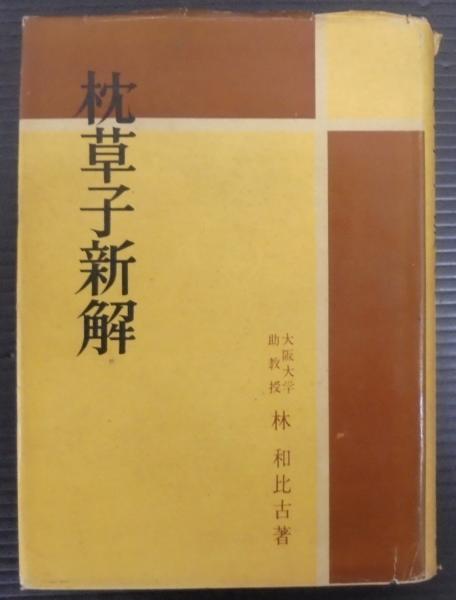 枕草子新解
大阪大学
助教授
林 和比古著